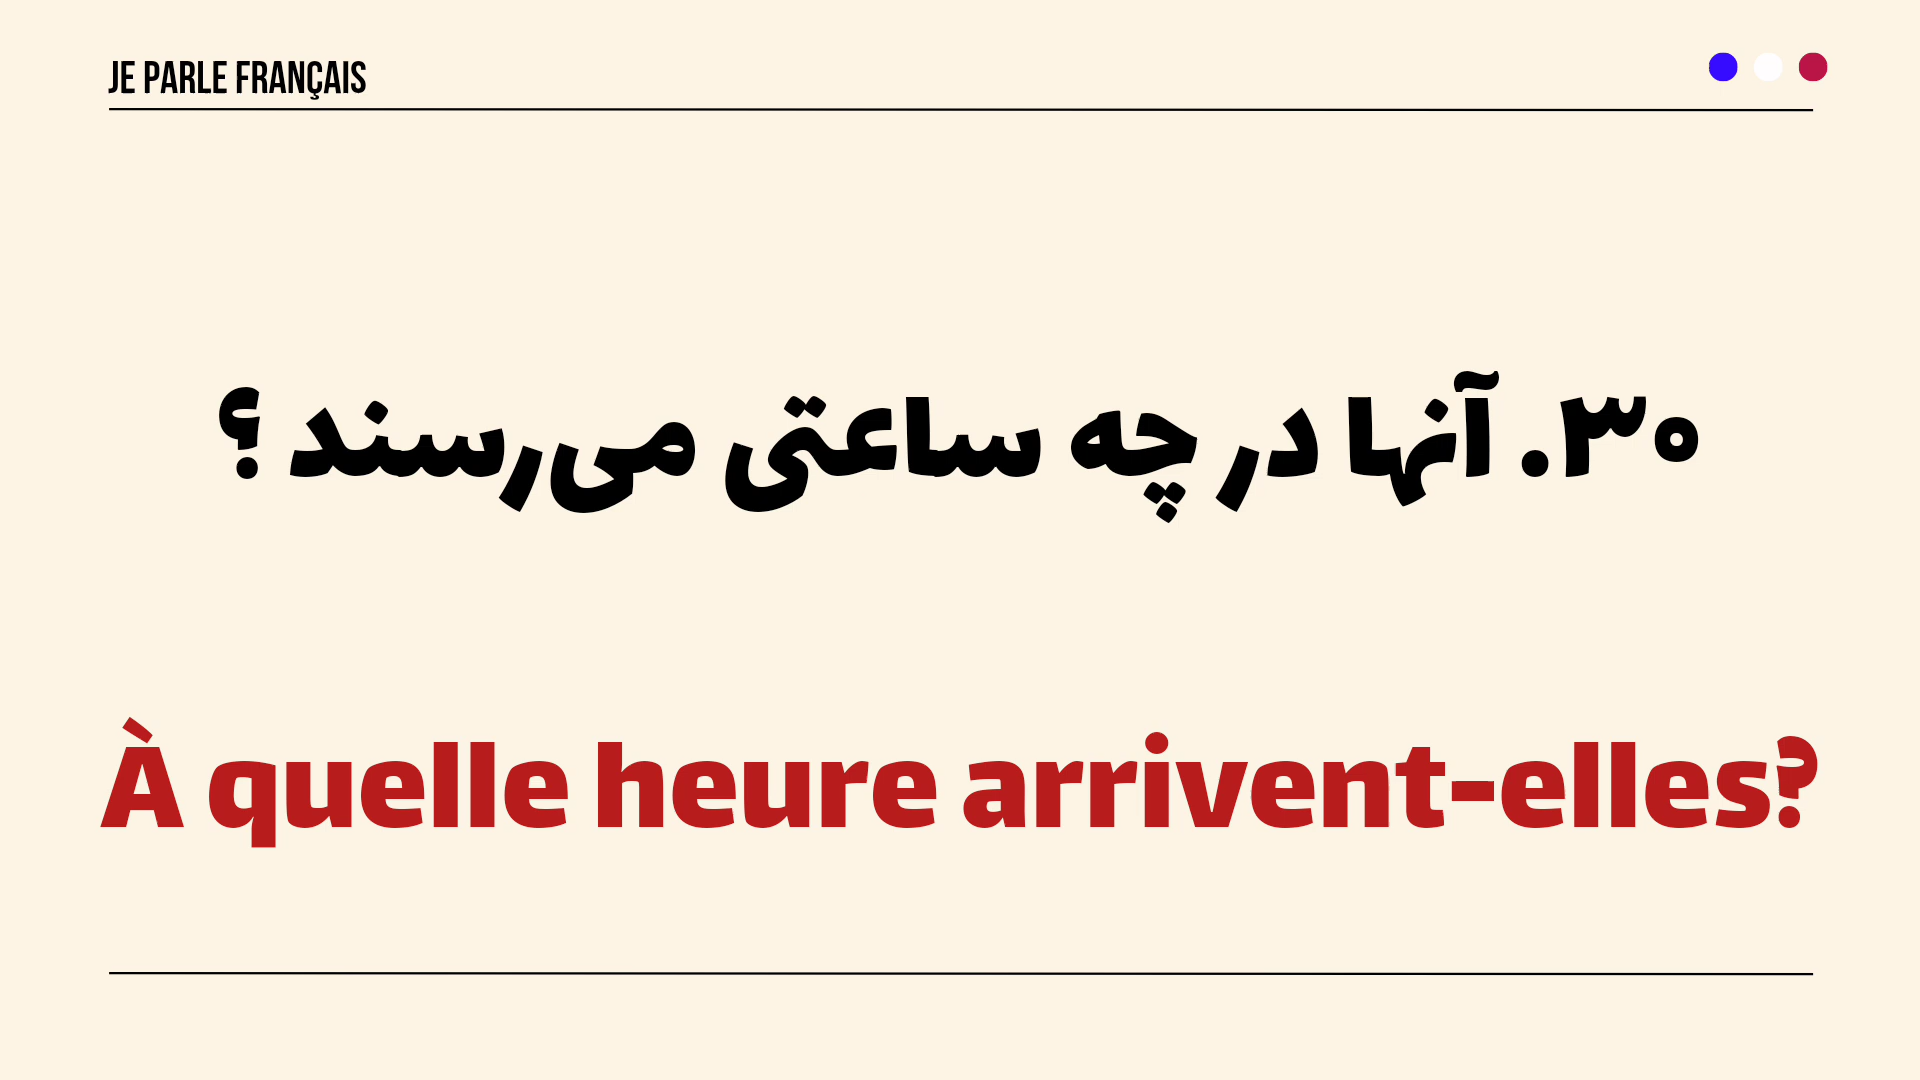 JE PARLE FRANÇAIS
۳۰. آنها در چه ساعتی می‌رسند ؟
À quelle heure arrivent-elles?